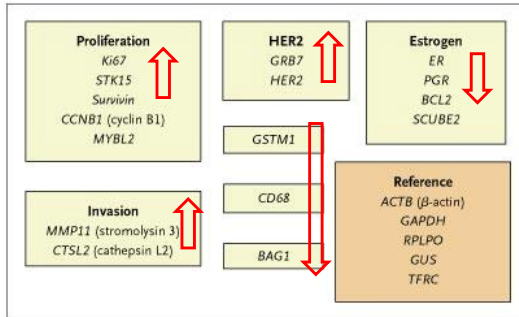 Proliferation
Ki67
STK15
Survivin
CCNB1 (cyclin B1)
MYBL2
HER2
GRB7
HER2
Estrogen
ER
PGR
BCL2
SCUBE2
GSTM1
CD68
BAG1
Invasion
MMP11 (stromolysin 3)
CTSL2 (cathepsin L2)
Reference
ACTB (β-actin)
GAPDH
RPLPO
GUS
TFRC